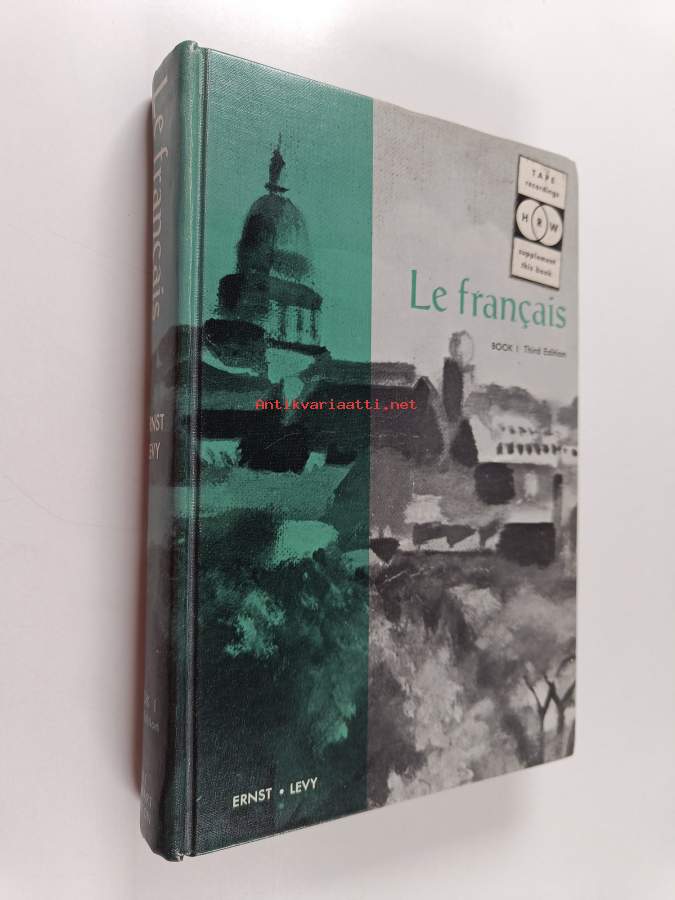 Le français
ERNST
LEVY
TAPE
recordings
H R W
supplement
this book
Le français
BOOK I Third Edition
Antikvariaatti.net
ERNST • LEVY